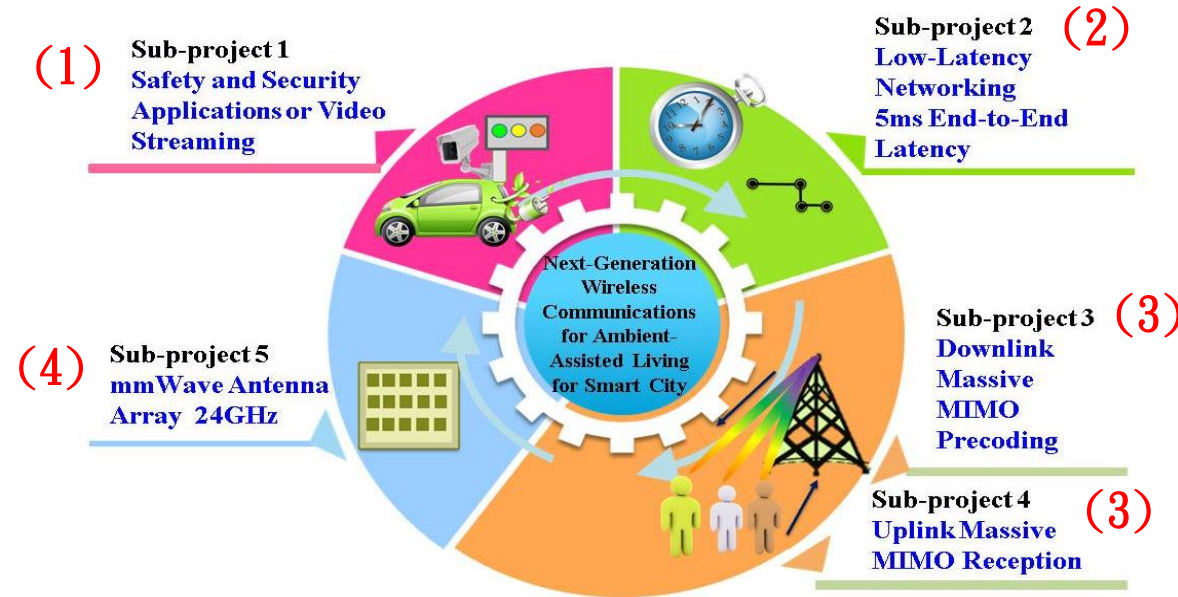 (1)
Sub-project 1
Safety and Security
Applications or Video
Streaming
(2)
Sub-project 2
Low-Latency
Networking
5ms End-to-End
Latency
Next-Generation
Wireless
Communications
for Ambient-
Assisted Living
for Smart City
(3)
Sub-project 3
Downlink
Massive
MIMO
Precoding
(3)
Sub-project 4
Uplink Massive
MIMO Reception
(4)
Sub-project 5
mmWave Antenna
Array 24GHz